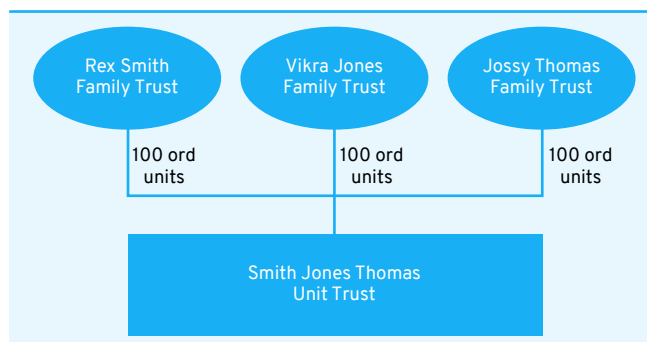 Rex Smith
Family Trust
Vikra Jones
Family Trust
Jossy Thomas
Family Trust
100 ord
units
100 ord
units
100 ord
units
Smith Jones Thomas
Unit Trust